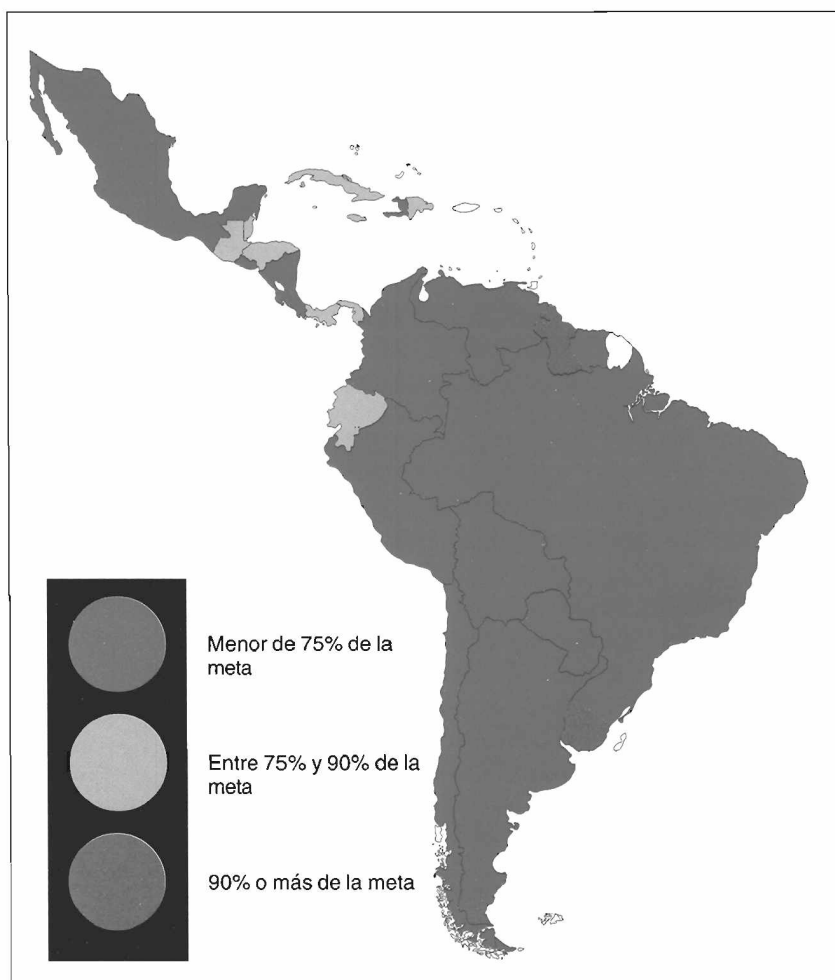 Menor de 75% de la
meta
Entre 75% y 90% de la
meta
90% o más de la meta